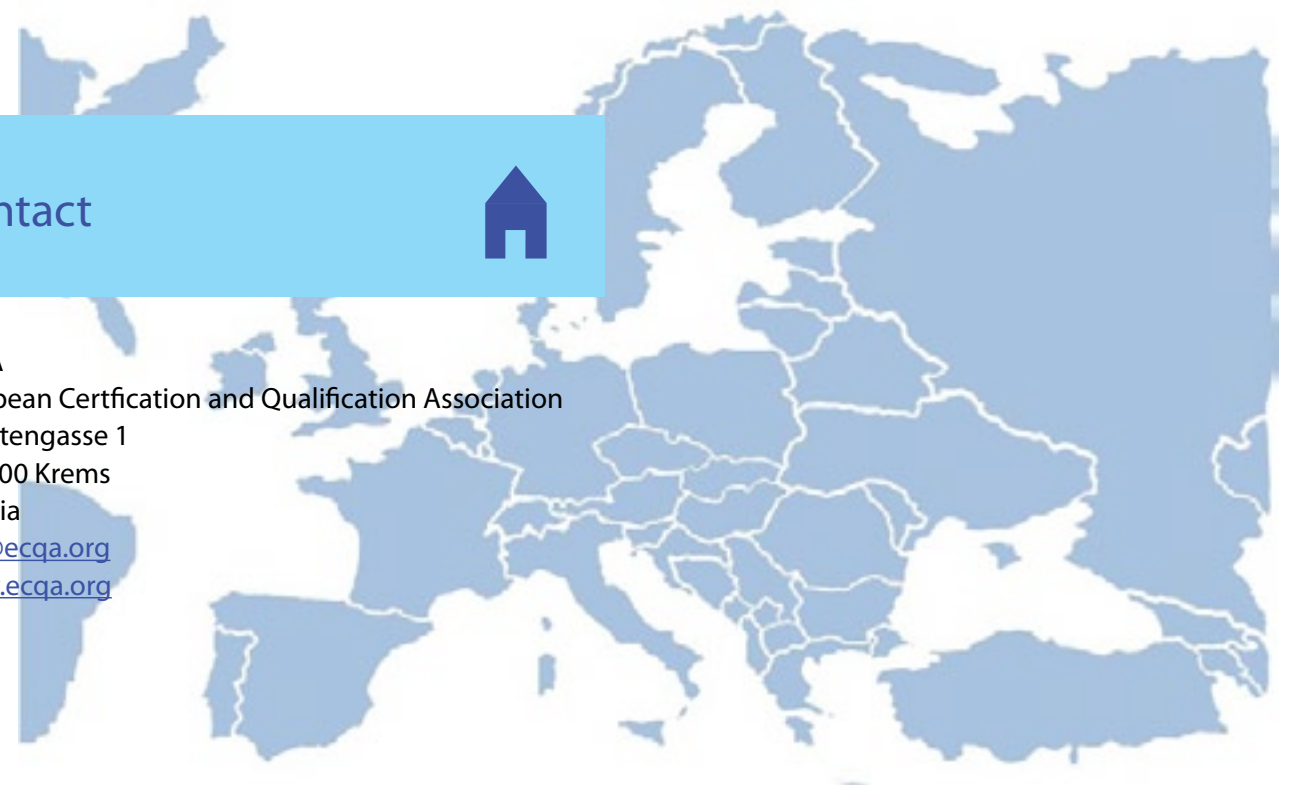 ntact
A
pean Certfication and Qualification Association
tengasse 1
00 Krems
ia
@ecqa.org
.ecqa.org